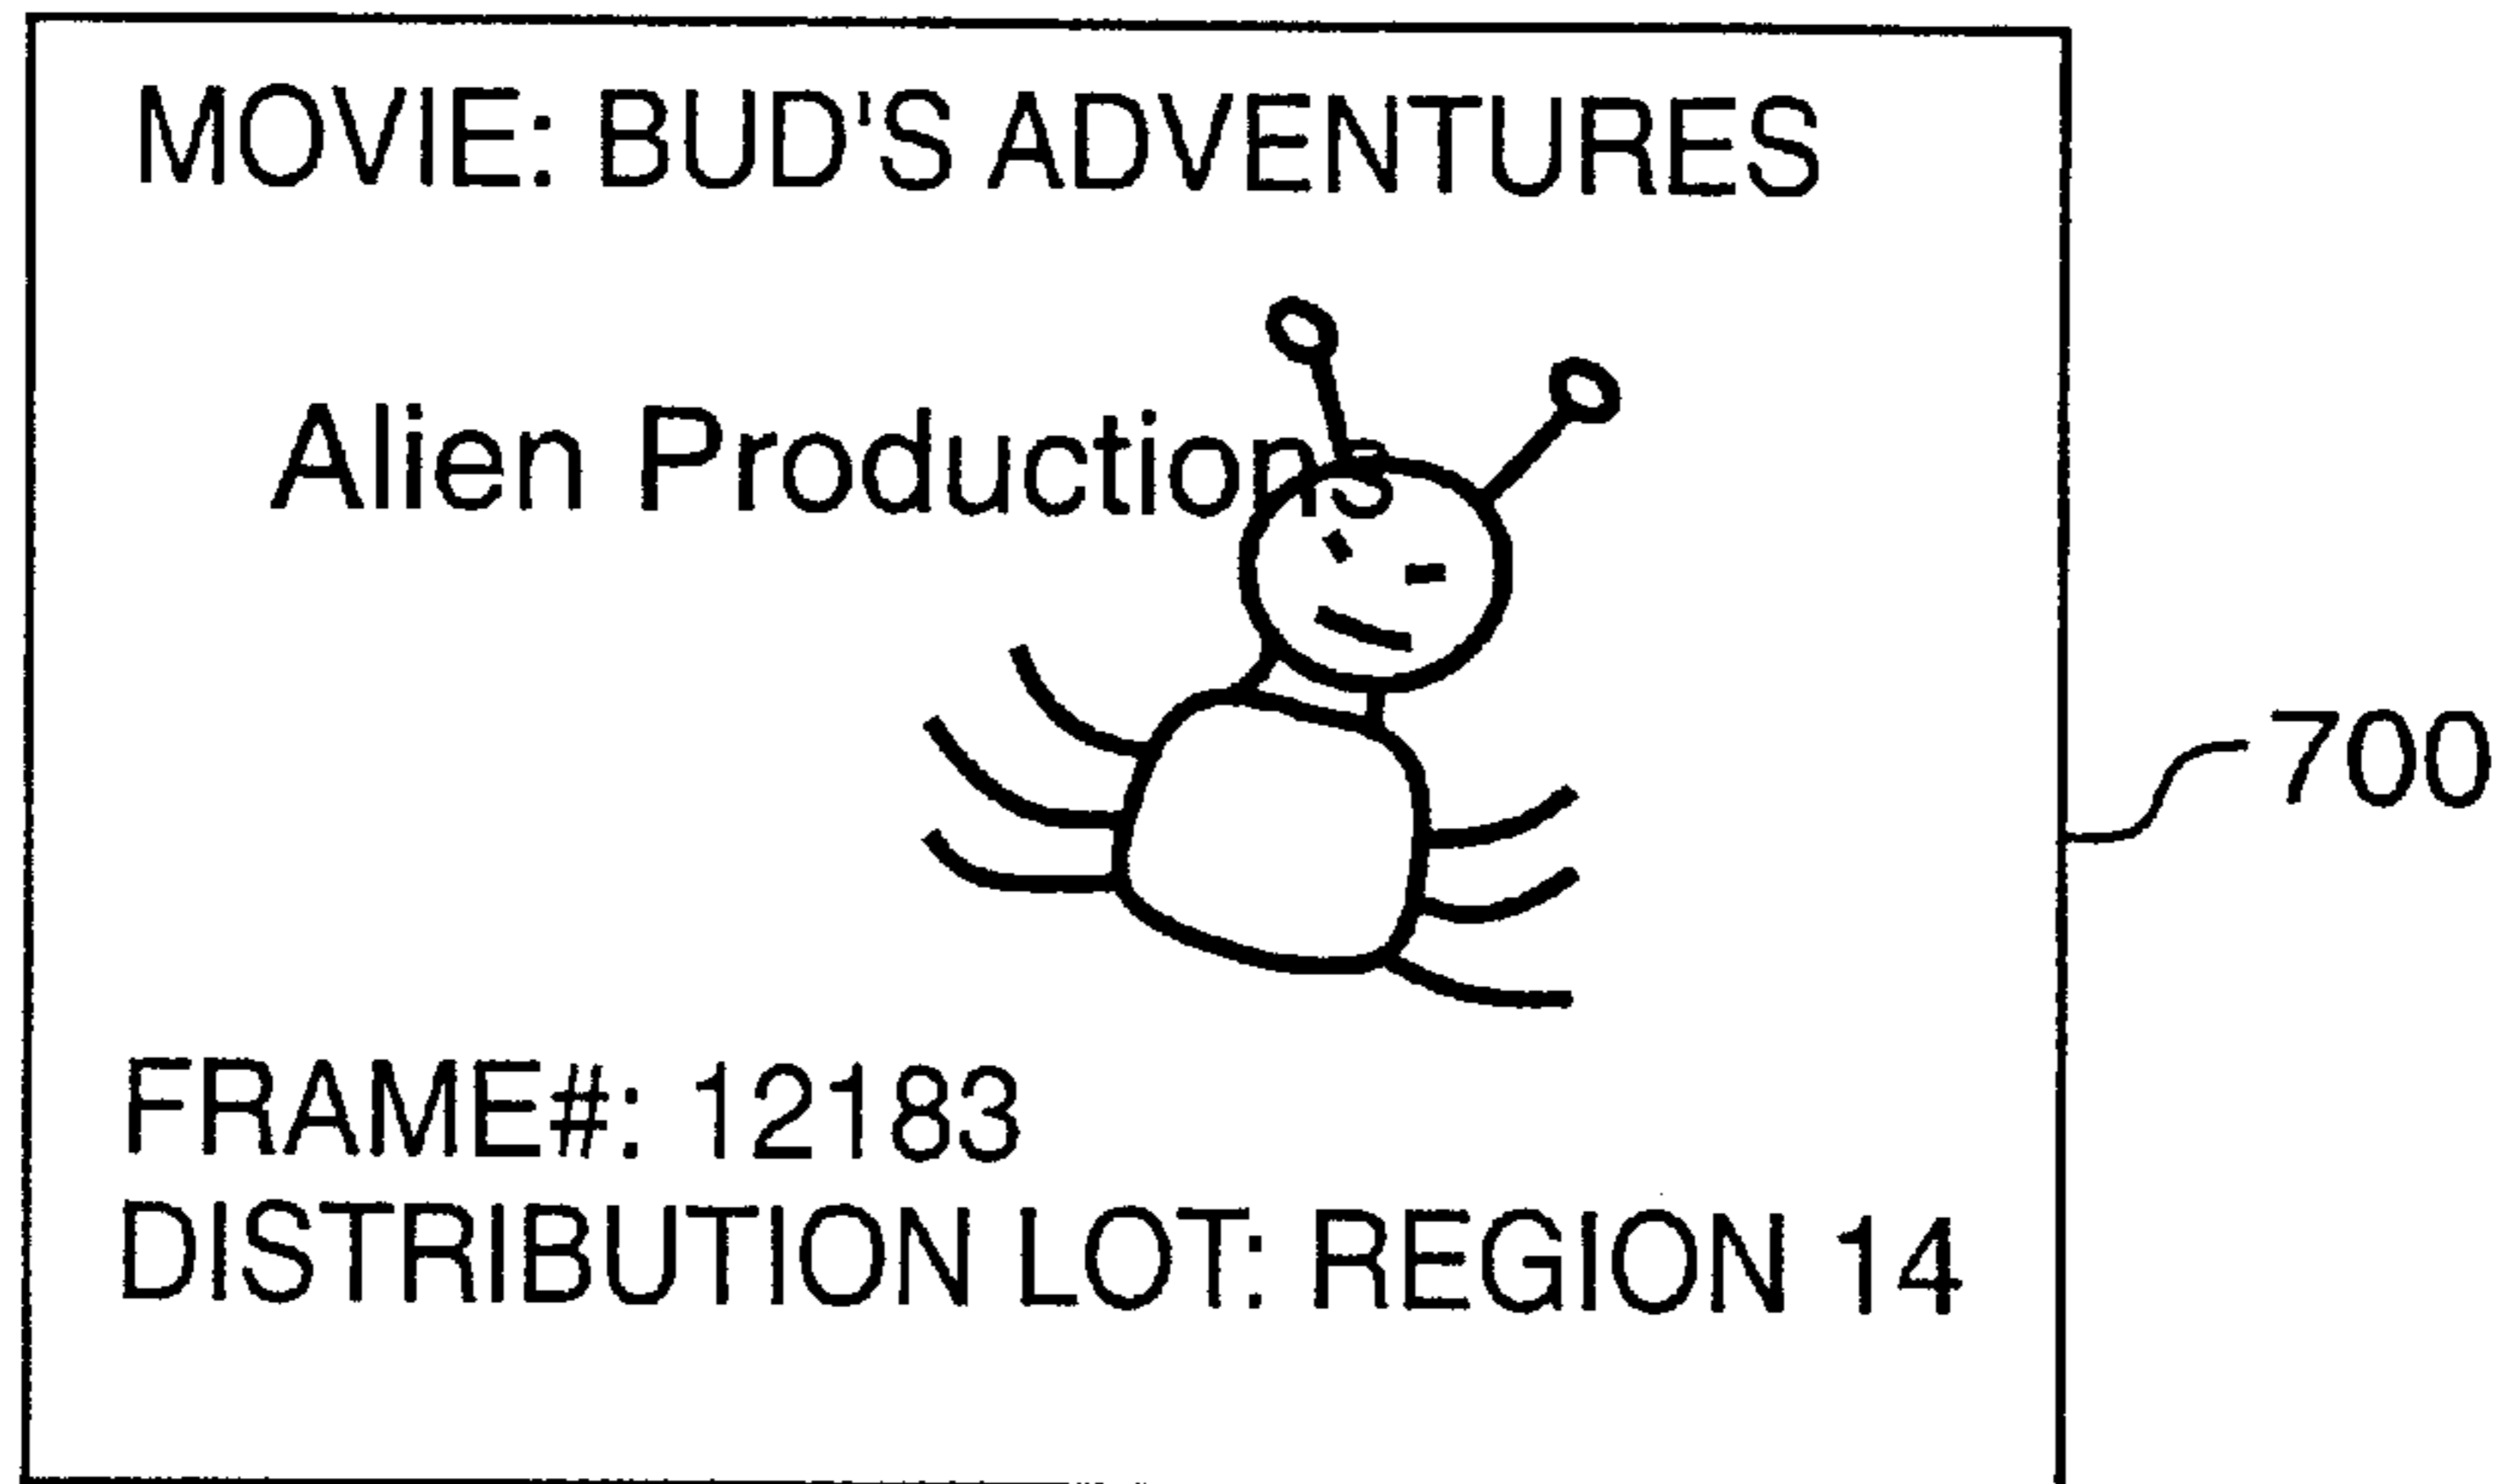 MOVIE: BUD'S ADVENTURES
Alien Productions
700
FRAME#: 12183
DISTRIBUTION LOT: REGION 14